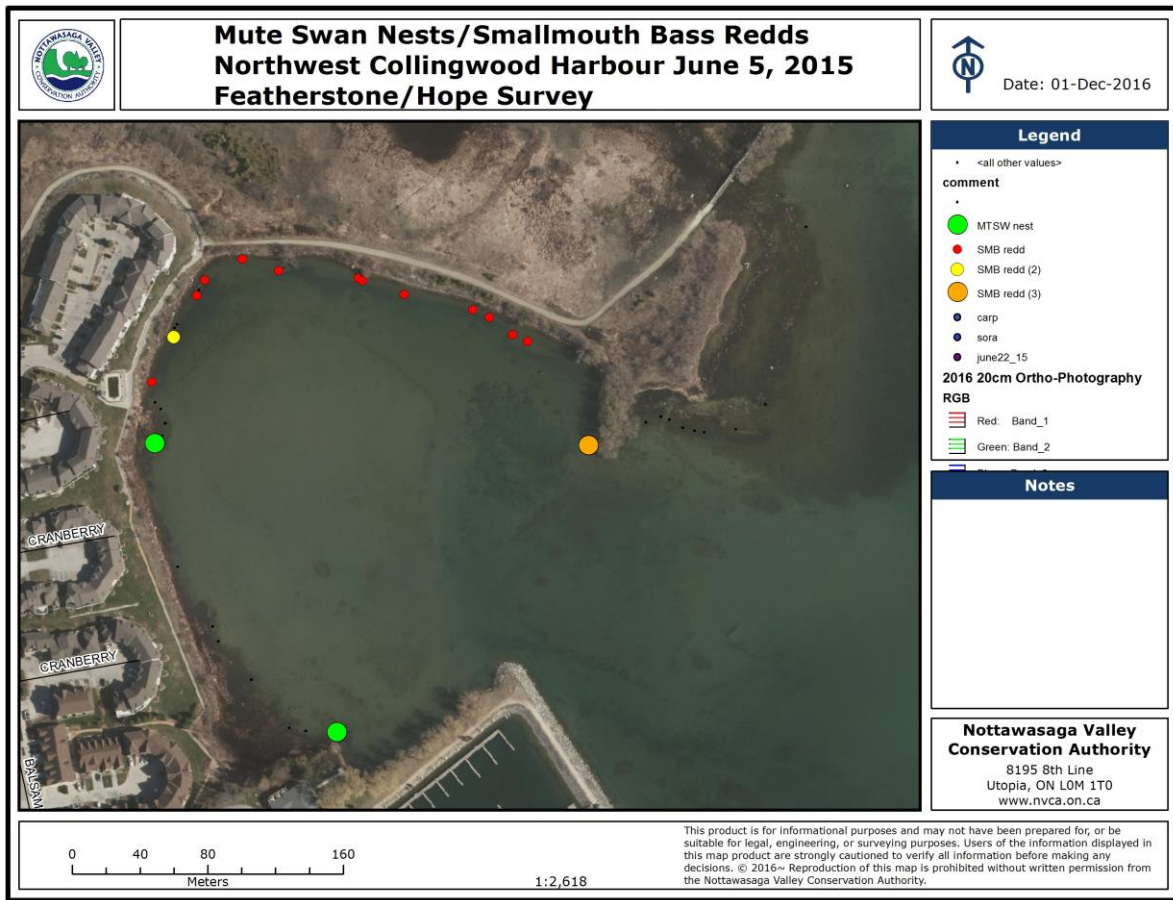 NOTTAWASAGA VALLEY
CONSERVATION AUTHORITY
Mute Swan Nests/Smallmouth Bass Redds
Northwest Collingwood Harbour June 5, 2015
Featherstone/Hope Survey
N
Date: 01-Dec-2016
CRANBERRY
CRANBERRY
BALSAM
Legend
<all other values>
comment
MTSW nest
SMB redd
SMB redd (2)
SMB redd (3)
carp
sora
june22_15
2016 20cm Ortho-Photography
RGB
Red: Band_1
Green: Band_2
Notes
Nottawasaga Valley
Conservation Authority
8195 8th Line
Utopia, ON L0M 1T0
www.nvca.on.ca
0 40 80 160
Meters
1:2,618
This product is for informational purposes and may not have been prepared for, or be
suitable for legal, engineering, or surveying purposes. Users of the information displayed in
this map product are strongly cautioned to verify all information before making any
decisions. © 2016~ Reproduction of this map is prohibited without written permission from
the Nottawasaga Valley Conservation Authority.